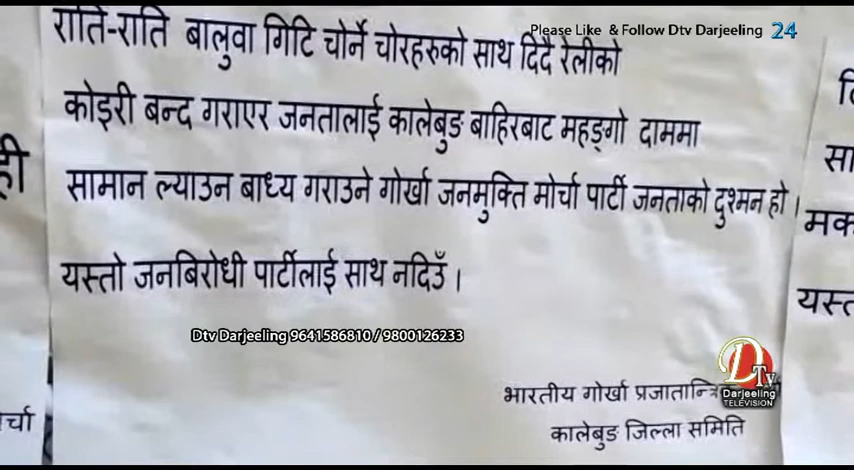 Please Like & Follow Dtv Darjeeling 24
राति-राति बालुवा गिटि चोर्ने चोरहरुको साथ दिदै रेलीको
कोइरी बन्द गराएर जनतालाई कालेबुङ बाहिरबाट महङ्गो दाममा
सामान ल्याउन बाध्य गराउने गोर्खा जनमुक्ति मोर्चा पार्टी जनताको दुश्मन हो ।
यस्तो जनबिरोधी पार्टीलाई साथ नदिउँ ।
Dtv Darjeeling 9641586810 / 9800126233
भारतीय गोर्खा
कालेबुङ जिल्ला समिति
DTv
Darjeeling
TELEVISION